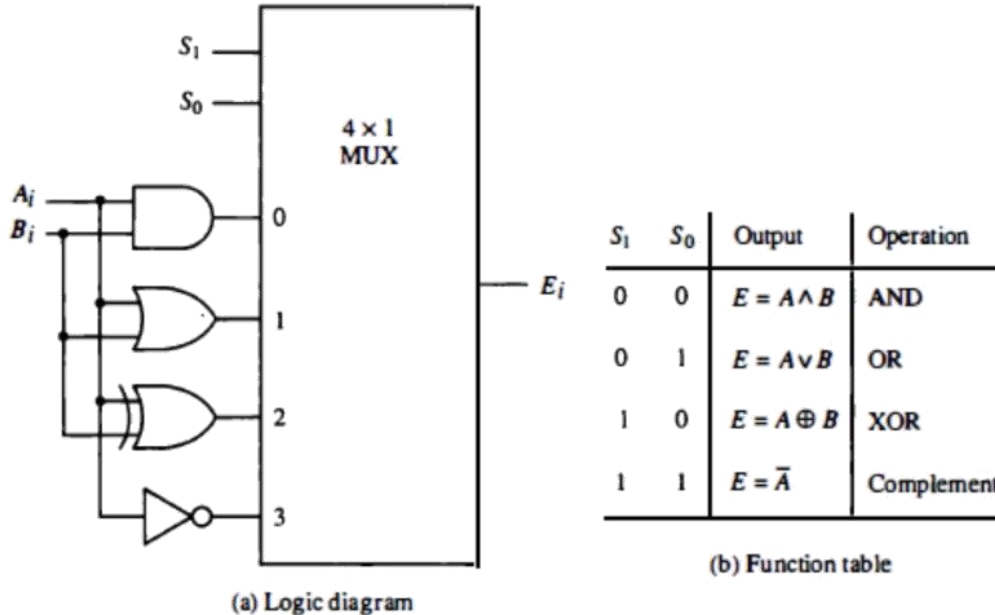 S₁
S₀
4 × 1
MUX
Aᵢ
Bᵢ
0
1
2
3
Eᵢ
(a) Logic diagram
S₁ S₀ Output Operation
0 0 E = A ∧ B AND
0 1 E = A ∨ B OR
1 0 E = A ⊕ B XOR
1 1 E = A̅ Complement
(b) Function table